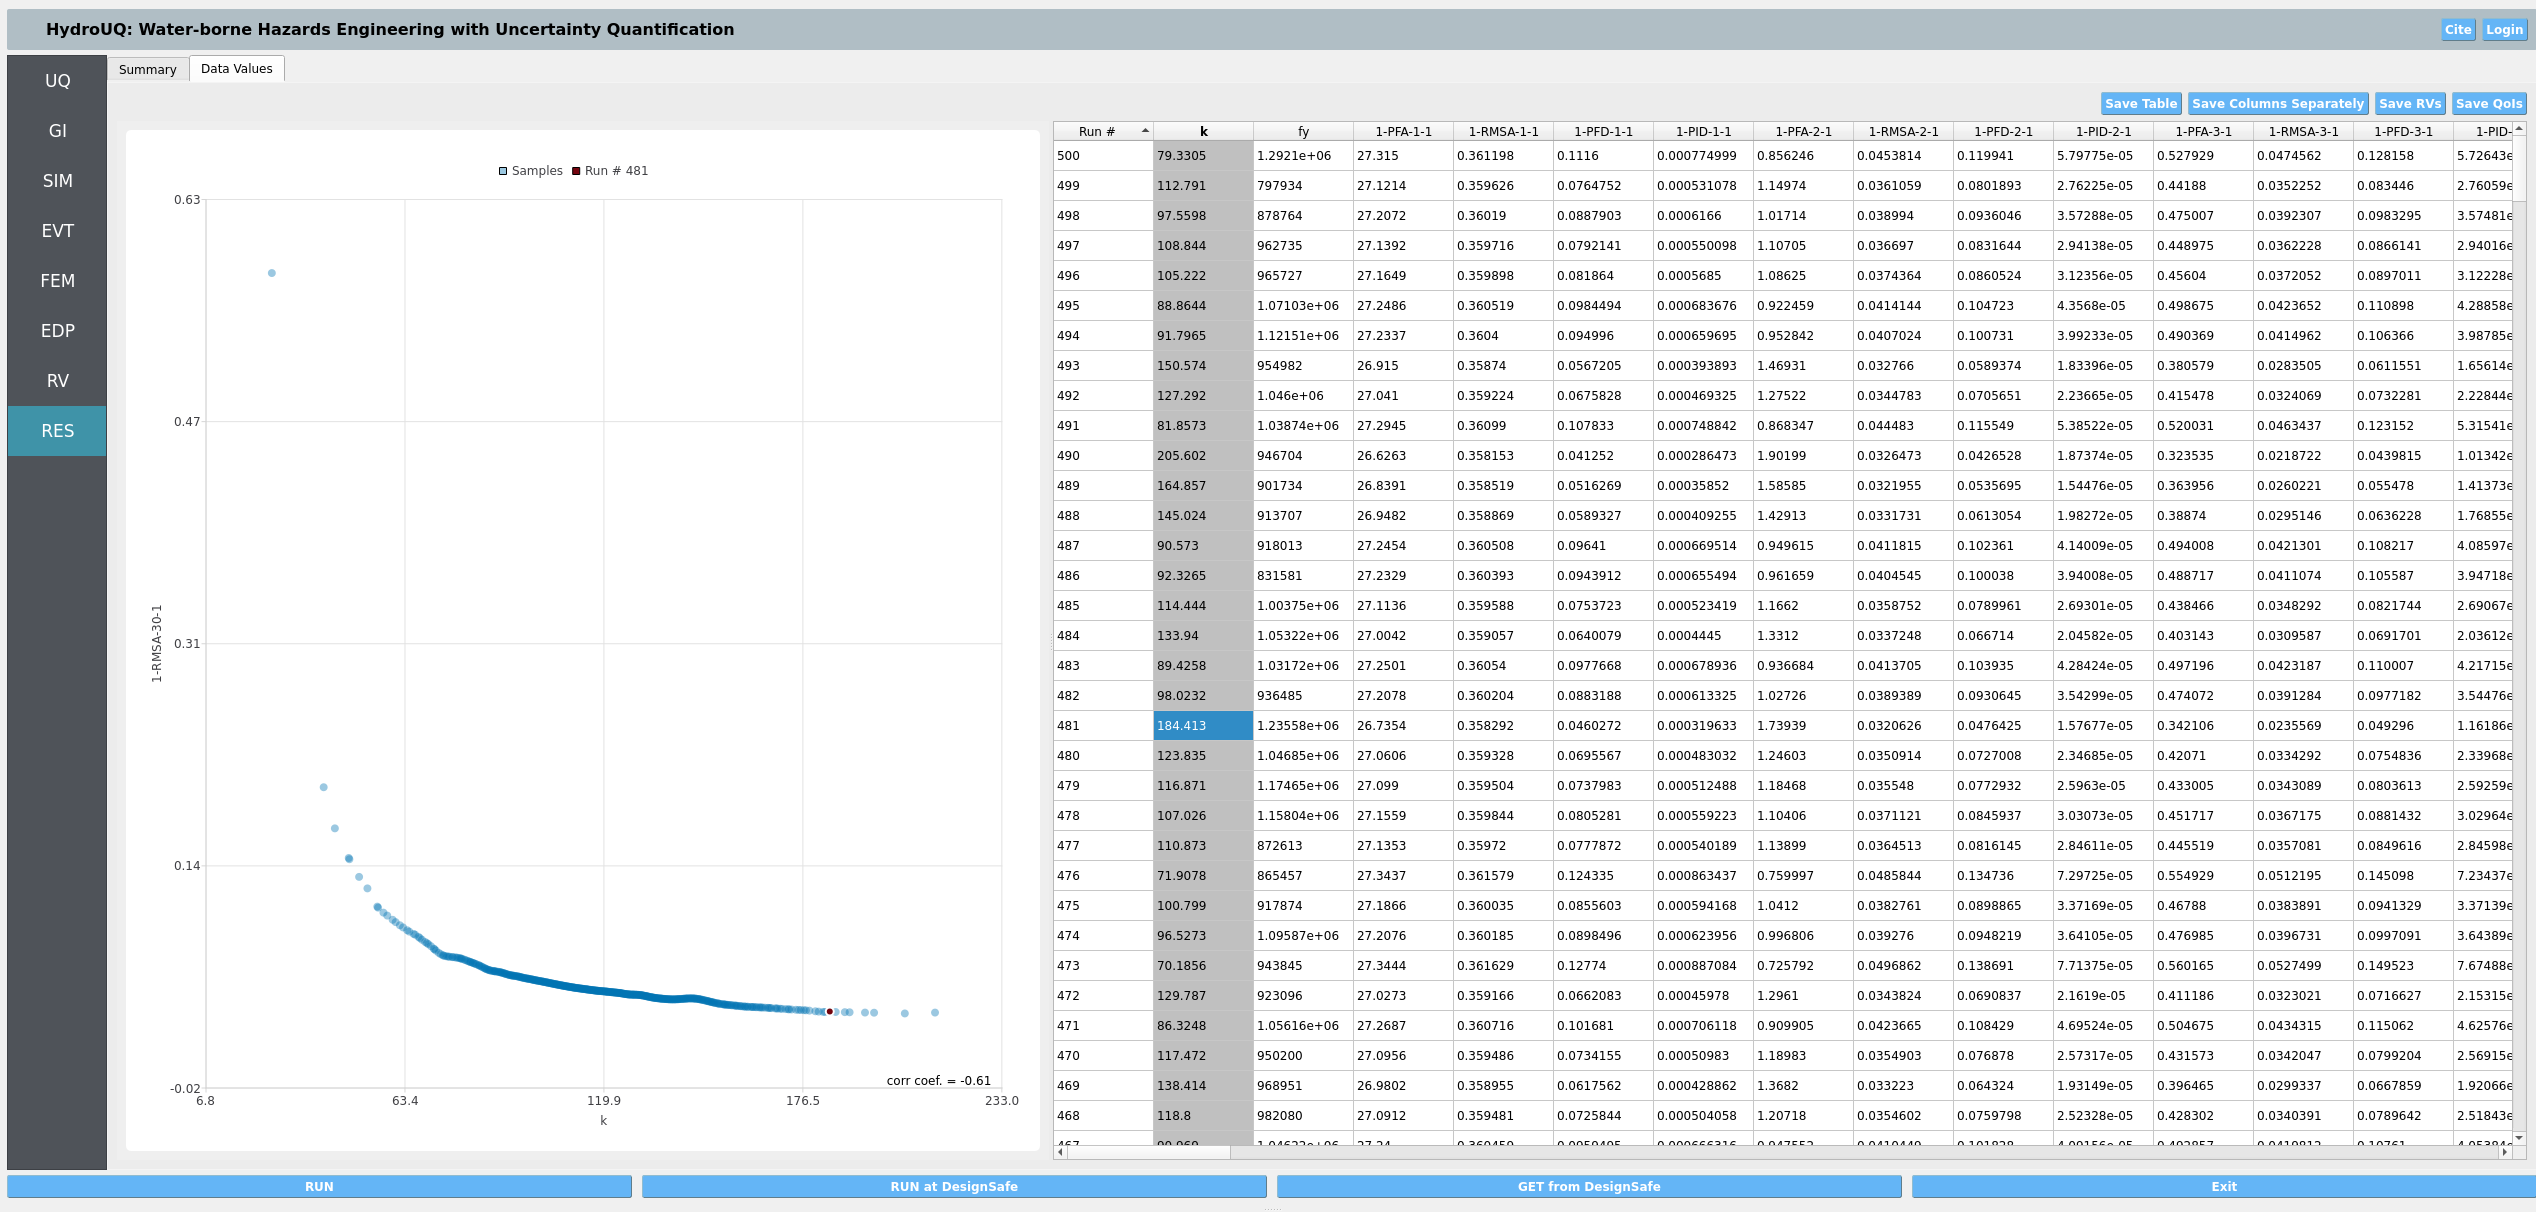 HydroUQ: Water-borne Hazards Engineering with Uncertainty Quantification
Cite Login
UQ
GI
SIM
EVT
FEM
EDP
RV
RES
Summary Data Values
Save Table Save Columns Separately Save RVs Save QoIs
Samples Run # 481
0.63
0.47
0.31
0.14
-0.02
1-RMSA-30-1
corr coef. = -0.61
6.8 63.4 119.9 176.5 233.0
k
Run # k fy 1-PFA-1-1 1-RMSA-1-1 1-PFD-1-1 1-PID-1-1 1-PFA-2-1 1-RMSA-2-1 1-PFD-2-1 1-PID-2-1 1-PFA-3-1 1-RMSA-3-1 1-PFD-3-1 1-PID-
500 79.3305 1.2921e+06 27.315 0.361198 0.1116 0.000774999 0.856246 0.0453814 0.119941 5.79775e-05 0.527929 0.0474562 0.128158 5.72643e
499 112.791 797934 27.1214 0.359626 0.0764752 0.000531078 1.14974 0.0361059 0.0801893 2.76225e-05 0.44188 0.0352252 0.083446 2.76059e
498 97.5598 878764 27.2072 0.36019 0.0887903 0.0006166 1.01714 0.038994 0.0936046 3.57288e-05 0.475007 0.0392307 0.0983295 3.57481e
497 108.844 962735 27.1392 0.359716 0.0792141 0.000550098 1.10705 0.036697 0.0831644 2.94138e-05 0.448975 0.0362228 0.0866141 2.94016e
496 105.222 965727 27.1649 0.359898 0.081864 0.0005685 1.08625 0.0374364 0.0860524 3.12356e-05 0.45604 0.0372052 0.0897011 3.12228e
495 88.8644 1.07103e+06 27.2486 0.360519 0.0984494 0.000683676 0.922459 0.0414144 0.104723 4.3568e-05 0.498675 0.0423652 0.110898 4.28858e
494 91.7965 1.12151e+06 27.2337 0.3604 0.094996 0.000659695 0.952842 0.0407024 0.100731 3.99233e-05 0.490369 0.0414962 0.106366 3.98785e
493 150.574 954982 26.915 0.35874 0.0567205 0.000393893 1.46931 0.032766 0.0589374 1.83396e-05 0.380579 0.0283505 0.0611551 1.65614e
492 127.292 1.046e+06 27.041 0.359224 0.0675828 0.000469325 1.27522 0.0344783 0.0705651 2.23665e-05 0.415478 0.0324069 0.0732281 2.22844e
491 81.8573 1.03874e+06 27.2945 0.36099 0.107833 0.000748842 0.868347 0.044483 0.115549 5.38522e-05 0.520031 0.0463437 0.123152 5.31541e
490 205.602 946704 26.6263 0.358153 0.041252 0.000286473 1.90199 0.0326473 0.0426528 1.87374e-05 0.323535 0.0218722 0.0439815 1.01342e
489 164.857 901734 26.8391 0.358519 0.0516269 0.00035852 1.58585 0.0321955 0.0535695 1.54476e-05 0.363956 0.0260221 0.055478 1.41373e
488 145.024 913707 26.9482 0.358869 0.0589327 0.000409255 1.42913 0.0331731 0.0613054 1.98272e-05 0.38874 0.0295146 0.0636228 1.76855e
487 90.573 918013 27.2454 0.360508 0.09641 0.000669514 0.949615 0.0411815 0.102361 4.14009e-05 0.494008 0.0421301 0.108217 4.08597e
486 92.3265 831581 27.2329 0.360393 0.0943912 0.000655494 0.961659 0.0404545 0.100038 3.94008e-05 0.488717 0.0411074 0.105587 3.94718e
485 114.444 1.00375e+06 27.1136 0.359588 0.0753723 0.000523419 1.1662 0.0358752 0.0789961 2.69301e-05 0.438466 0.0348292 0.0821744 2.69067e
484 133.94 1.05322e+06 27.0042 0.359057 0.0640079 0.0004445 1.3312 0.0337248 0.066714 2.04582e-05 0.403143 0.0309587 0.0691701 2.03612e
483 89.4258 1.03172e+06 27.2501 0.36054 0.0977668 0.000678936 0.936684 0.0413705 0.103935 4.28424e-05 0.497196 0.0423187 0.110007 4.21715e
482 98.0232 936485 27.2078 0.360204 0.0883188 0.000613325 1.02726 0.0389389 0.0930645 3.54299e-05 0.474072 0.0391284 0.0977182 3.54476e
481 184.413 1.23558e+06 26.7354 0.358292 0.0460272 0.000319633 1.73939 0.0320626 0.0476425 1.57677e-05 0.342106 0.0235569 0.049296 1.16186e
480 123.835 1.04685e+06 27.0606 0.359328 0.0695567 0.000483032 1.24603 0.0350914 0.0727008 2.34685e-05 0.42071 0.0334292 0.0754836 2.33968e
479 116.871 1.17465e+06 27.099 0.359504 0.0737983 0.000512488 1.18468 0.035548 0.0772932 2.5963e-05 0.433005 0.0343089 0.0803613 2.59259e
478 107.026 1.15804e+06 27.1559 0.359844 0.0805281 0.000559223 1.10406 0.0371121 0.0845937 3.03073e-05 0.451717 0.0367175 0.0881432 3.02964e
477 110.873 872613 27.1353 0.35972 0.0777872 0.000540189 1.13899 0.0364513 0.0816145 2.84611e-05 0.445519 0.0357081 0.0849616 2.84598e
476 71.9078 865457 27.3437 0.361579 0.124335 0.000863437 0.759997 0.0485844 0.134736 7.29725e-05 0.554929 0.0512195 0.145098 7.23437e
475 100.799 917874 27.1866 0.360035 0.0855603 0.000594168 1.0412 0.0382761 0.0898865 3.37169e-05 0.46788 0.0383891 0.0941329 3.37139e
474 96.5273 1.09587e+06 27.2076 0.360185 0.0898496 0.000623956 0.996806 0.039276 0.0948219 3.64105e-05 0.476985 0.0396731 0.0997091 3.64389e
473 70.1856 943845 27.3444 0.361629 0.12774 0.000887084 0.725792 0.0496862 0.138691 7.71375e-05 0.560165 0.0527499 0.149523 7.67488e
472 129.787 923096 27.0273 0.359166 0.0662083 0.00045978 1.2961 0.0343824 0.0690837 2.1619e-05 0.411186 0.0323021 0.0716627 2.15315e
471 86.3248 1.05616e+06 27.2687 0.360716 0.101681 0.000706118 0.909905 0.0423665 0.108429 4.69524e-05 0.504675 0.0434315 0.115062 4.62576e
470 117.472 950200 27.0956 0.359486 0.0734155 0.00050983 1.18983 0.0354903 0.076878 2.57317e-05 0.431573 0.0342047 0.0799204 2.56915e
469 138.414 968951 26.9802 0.358955 0.0617562 0.000428862 1.3682 0.033223 0.064324 1.93149e-05 0.396465 0.0299337 0.0667859 1.92066e
468 118.8 982080 27.0912 0.359481 0.0725844 0.000504058 1.20718 0.0354602 0.0759798 2.52328e-05 0.428302 0.0340391 0.0789642 2.51843e
RUN RUN at DesignSafe GET from DesignSafe Exit